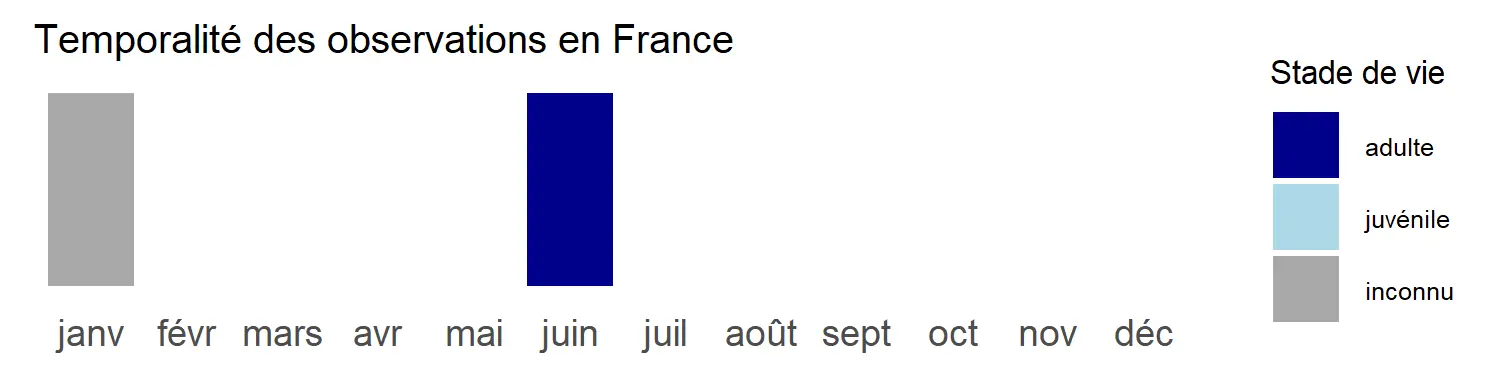 Temporalité des observations en France
Stade de vie
adulte
juvénile
inconnu
janv févr mars avr mai juin juil août sept oct nov déc